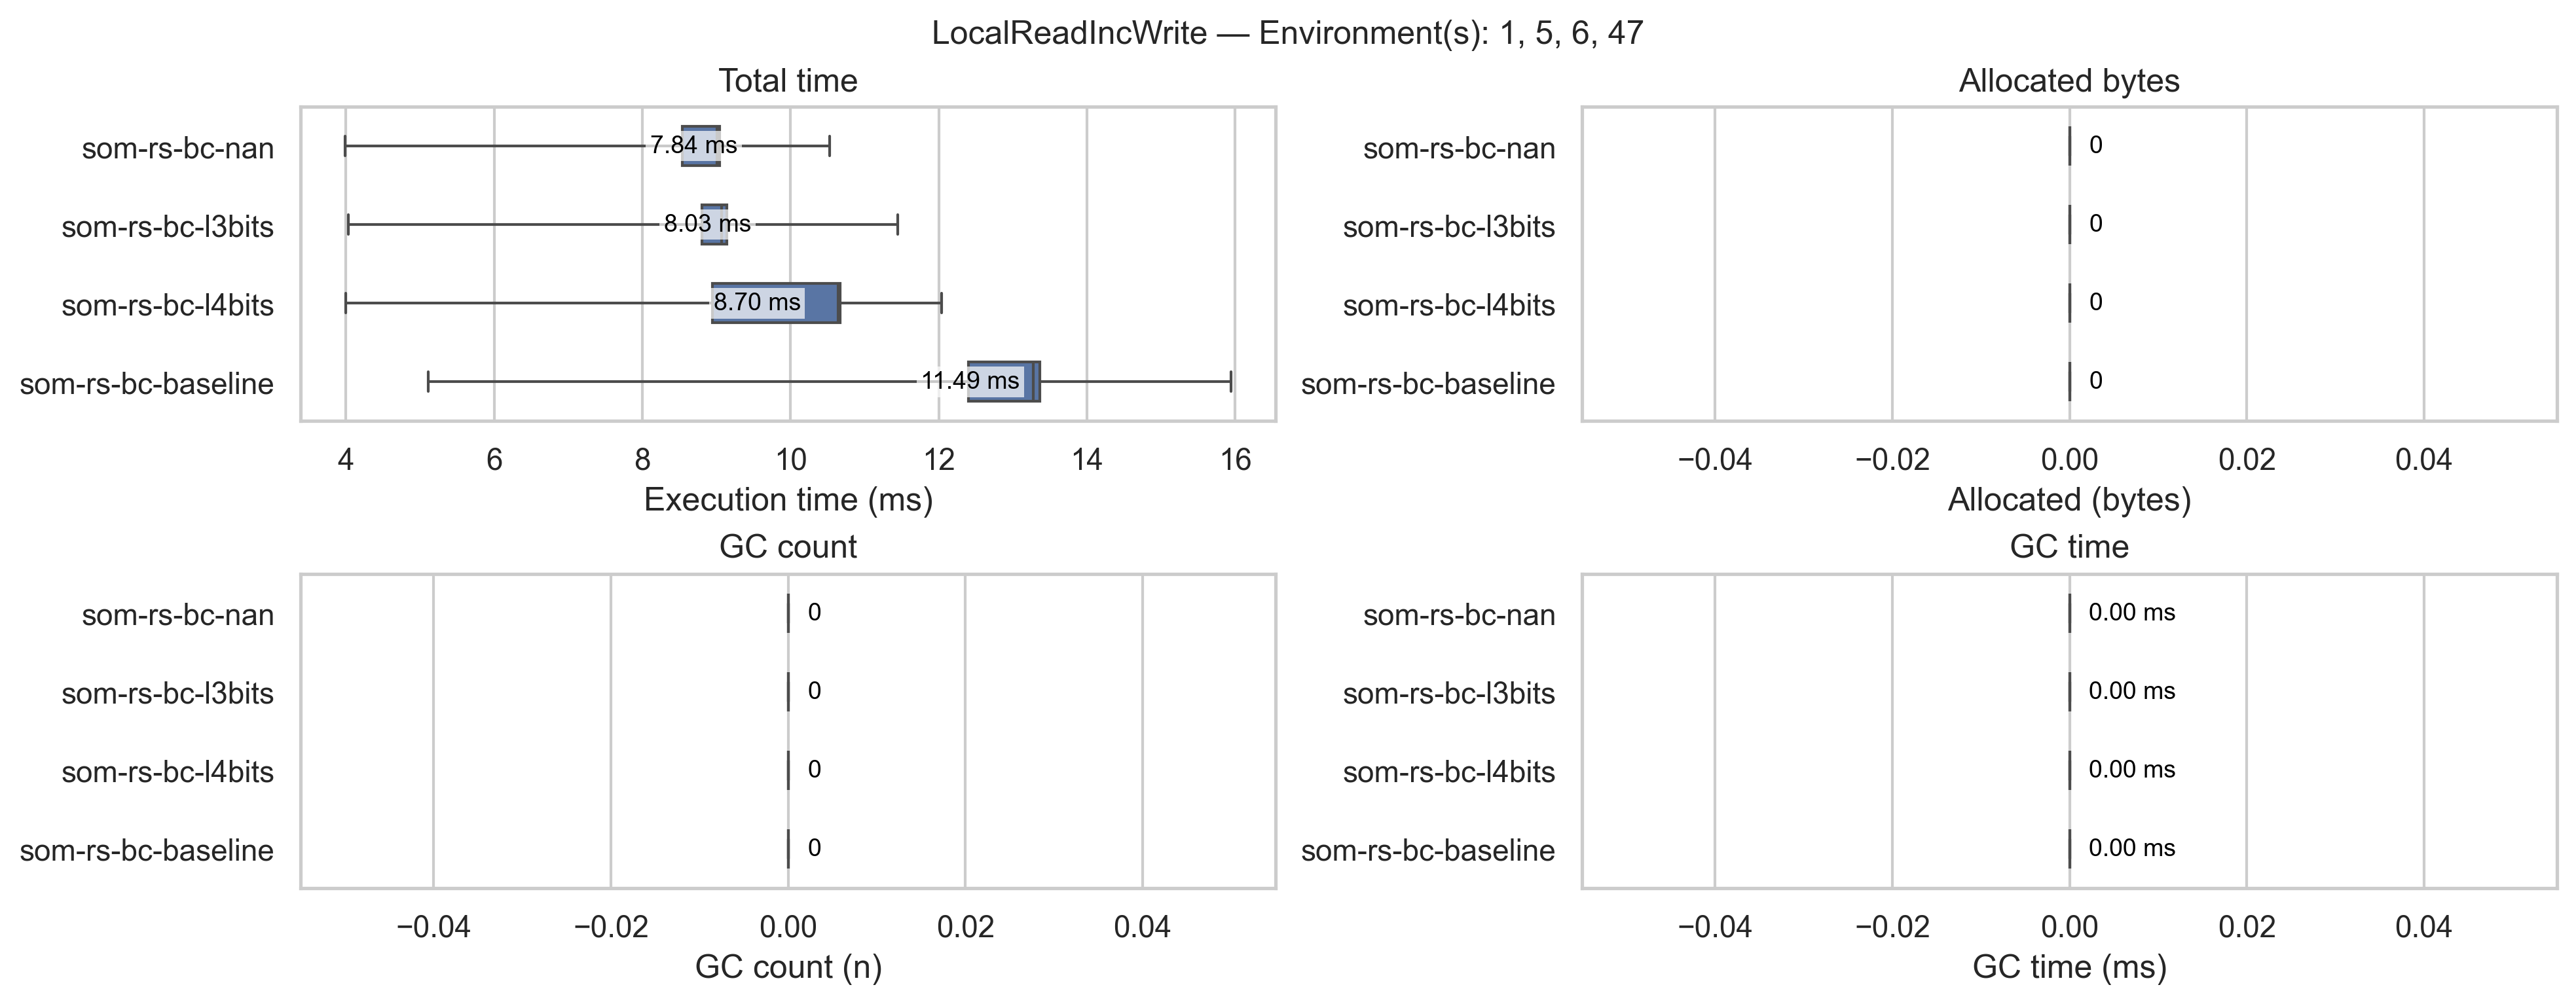 LocalReadIncWrite — Environment(s): 1, 5, 6, 47
Total time
som-rs-bc-nan
7.84 ms
som-rs-bc-l3bits
8.03 ms
som-rs-bc-l4bits
8.70 ms
som-rs-bc-baseline
11.49 ms
4 6 8 10 12 14 16
Execution time (ms)
Allocated bytes
som-rs-bc-nan
0
som-rs-bc-l3bits
0
som-rs-bc-l4bits
0
som-rs-bc-baseline
0
−0.04 −0.02 0.00 0.02 0.04
Allocated (bytes)
GC count
som-rs-bc-nan
0
som-rs-bc-l3bits
0
som-rs-bc-l4bits
0
som-rs-bc-baseline
0
−0.04 −0.02 0.00 0.02 0.04
GC count (n)
GC time
som-rs-bc-nan
0.00 ms
som-rs-bc-l3bits
0.00 ms
som-rs-bc-l4bits
0.00 ms
som-rs-bc-baseline
0.00 ms
−0.04 −0.02 0.00 0.02 0.04
GC time (ms)